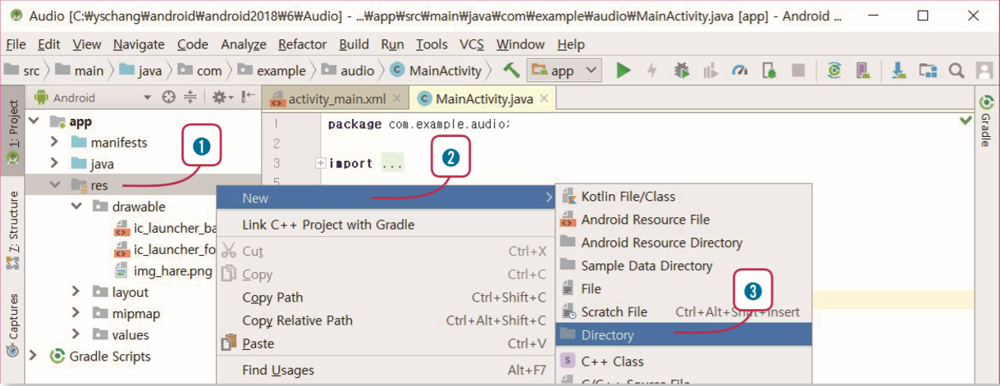 Audio [C:₩yschang₩android₩android2018₩6₩Audio] - ...₩app₩src₩main₩java₩com₩example₩audio₩MainActivity.java [app] - Android ...
File Edit View Navigate Code Analyze Refactor Build Run Tools VCS Window Help
src main java com example audio MainActivity app
1: Project
Android
activity_main.xml
MainActivity.java
Gradle
app
manifests
java
res
drawable
ic_launcher_ba
ic_launcher_fo
img_hare.png
layout
mipmap
values
Gradle Scripts
Z: Structure
Captures
1 package com.example.audio;
2
3 import ...
5
1
2
3
New
Link C++ Project with Gradle
Cut Ctrl+X
Copy Ctrl+C
Copy Path Ctrl+Shift+C
Copy Relative Path Ctrl+Alt+Shift+C
Paste Ctrl+V
Find Usages Alt+F7
Kotlin File/Class
Android Resource File
Android Resource Directory
Sample Data Directory
File
Scratch File Ctrl+Alt+Shift+Insert
Directory
S C++ Class
C/C++ Source File